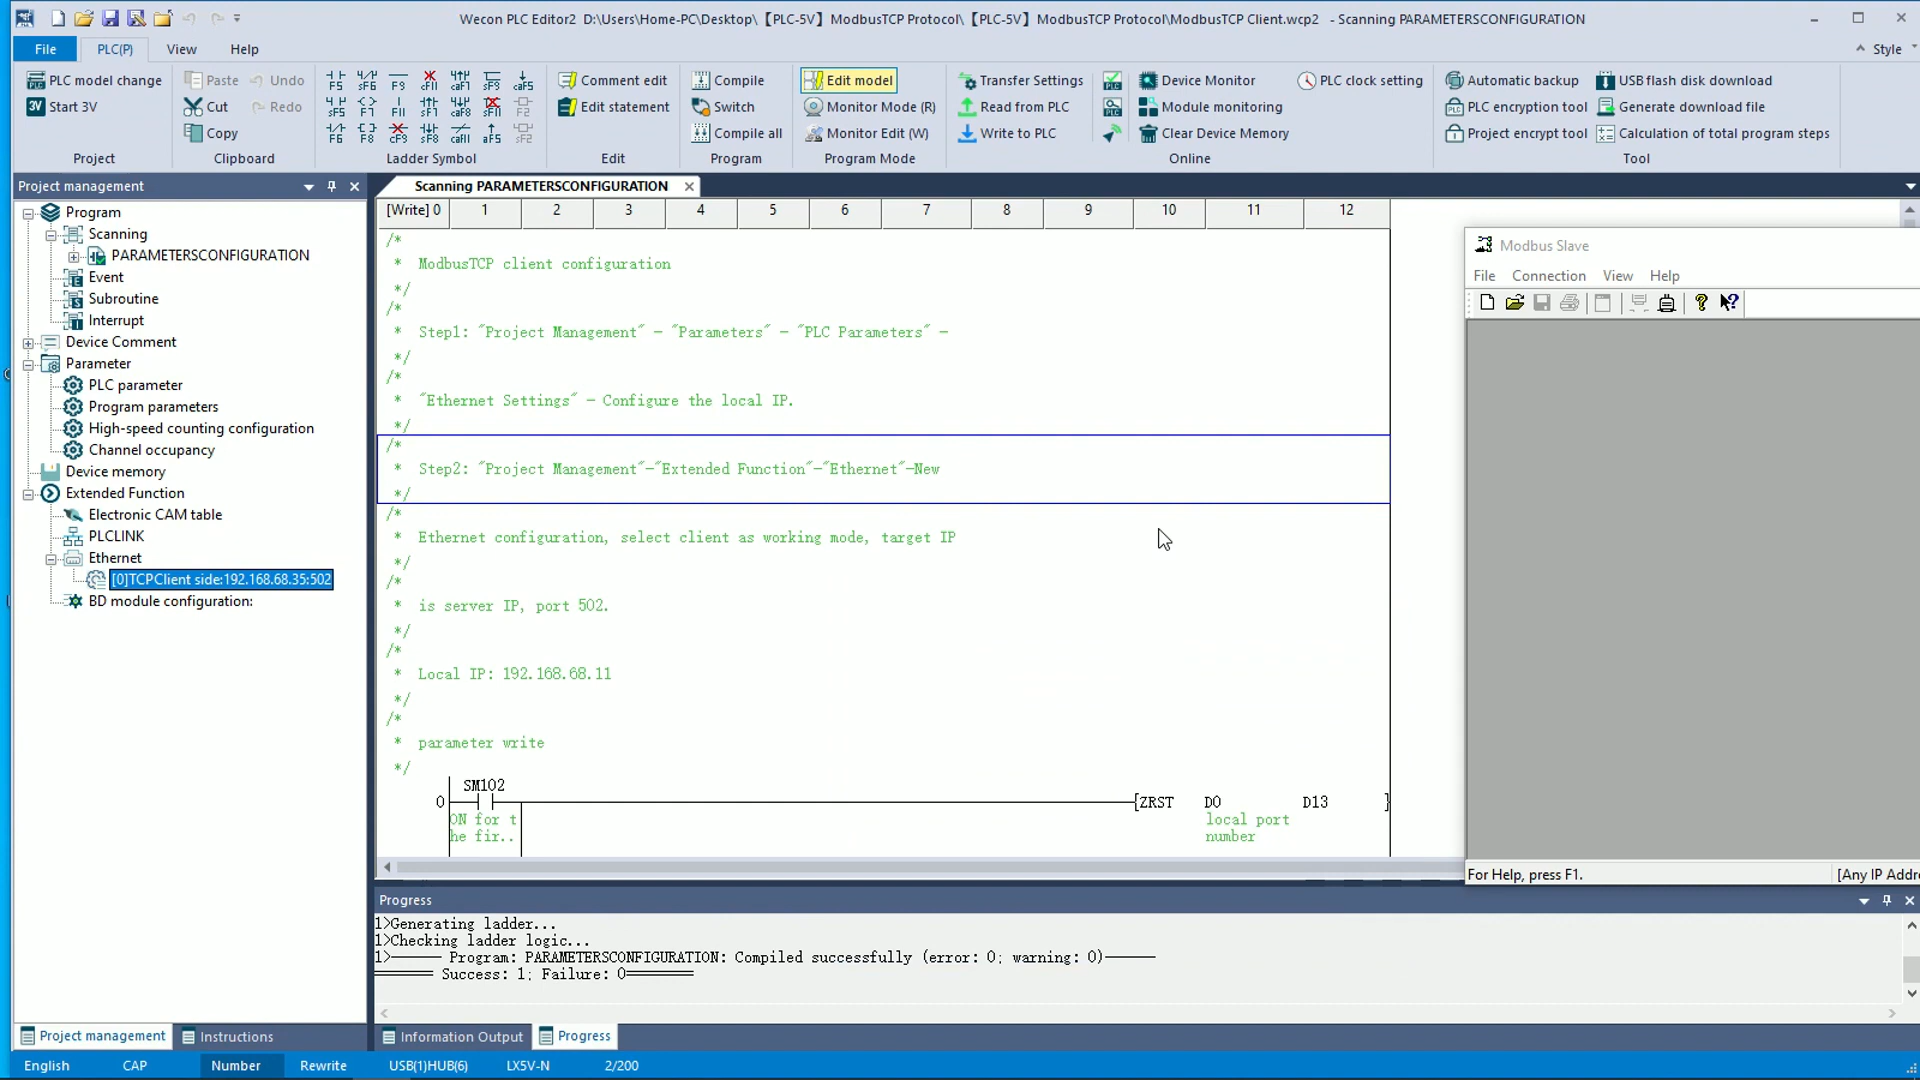 Wecon PLC Editor2 D:\Users\Home-PC\Desktop\【PLC-5V】ModbusTCP Protocol\【PLC-5V】ModbusTCP Protocol\ModbusTCP Client.wcp2 - Scanning PARAMETERSCONFIGURATION
File PLC(P) View Help Style
PLC model change
Start 3V
Project
Paste Undo
Cut Redo
Copy
Clipboard
F5 sF5 F9 cF11 sF7 sF9 caF5
Ladder Symbol
Comment edit
Edit statement
Edit
Compile
Switch
Compile all
Program
Edit model
Monitor Mode (R)
Monitor Edit (W)
Program Mode
Transfer Settings
Read from PLC
Write to PLC
Device Monitor
Module monitoring
Clear Device Memory
PLC clock setting
Online
Automatic backup
PLC encryption tool
Project encrypt tool
USB flash disk download
Generate download file
Calculation of total program steps
Tool
Project management
Program
Scanning
PARAMETERSCONFIGURATION
Event
Subroutine
Interrupt
Device Comment
Parameter
PLC parameter
Program parameters
High-speed counting configuration
Channel occupancy
Device memory
Extended Function
Electronic CAM table
PLCLINK
Ethernet
[0]TCPClient side:192.168.68.35:502
BD module configuration:
Project management Instructions
Scanning PARAMETERSCONFIGURATION
[Write] 0 1 2 3 4 5 6 7 8 9 10 11 12
/*
* ModbusTCP client configuration
*/
/*
* Step1: "Project Management" - "Parameters" - "PLC Parameters" -
*/
/*
* "Ethernet Settings" - Configure the local IP.
*/
/*
* Step2: "Project Management"-"Extended Function"-"Ethernet"-New
*/
/*
* Ethernet configuration, select client as working mode, target IP
*/
/*
* is server IP, port 502.
*/
/*
* Local IP: 192.168.68.11
*/
/*
* parameter write
*/
SM102
0 [ZRST D0 D13 ]
ON for t
he fir..
local port
number
Modbus Slave
File Connection View Help
For Help, press F1. [Any IP Addre
Progress
1>Generating ladder...
1>Checking ladder logic...
1>—— Program: PARAMETERSCONFIGURATION: Compiled successfully (error: 0; warning: 0)——
====== Success: 1; Failure: 0======
Information Output Progress
English CAP Number Rewrite USB(1)HUB(6) LX5V-N 2/200